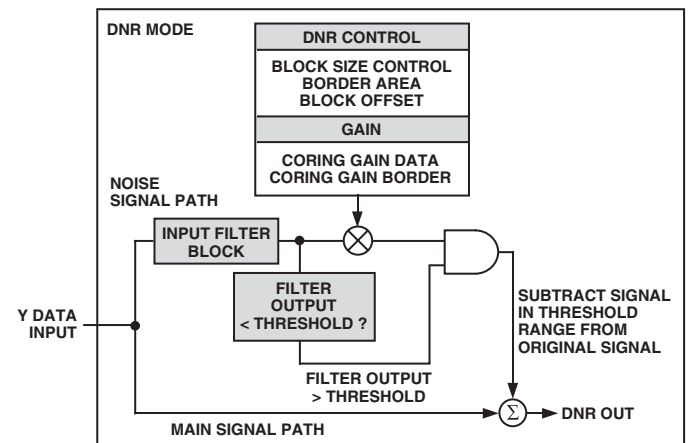 DNR MODE
DNR CONTROL
BLOCK SIZE CONTROL
BORDER AREA
BLOCK OFFSET
GAIN
CORING GAIN DATA
CORING GAIN BORDER
NOISE
SIGNAL PATH
INPUT FILTER
BLOCK
FILTER
OUTPUT
< THRESHOLD ?
Y DATA
INPUT
SUBTRACT SIGNAL
IN THRESHOLD
RANGE FROM
ORIGINAL SIGNAL
FILTER OUTPUT
> THRESHOLD
Σ
DNR OUT
MAIN SIGNAL PATH